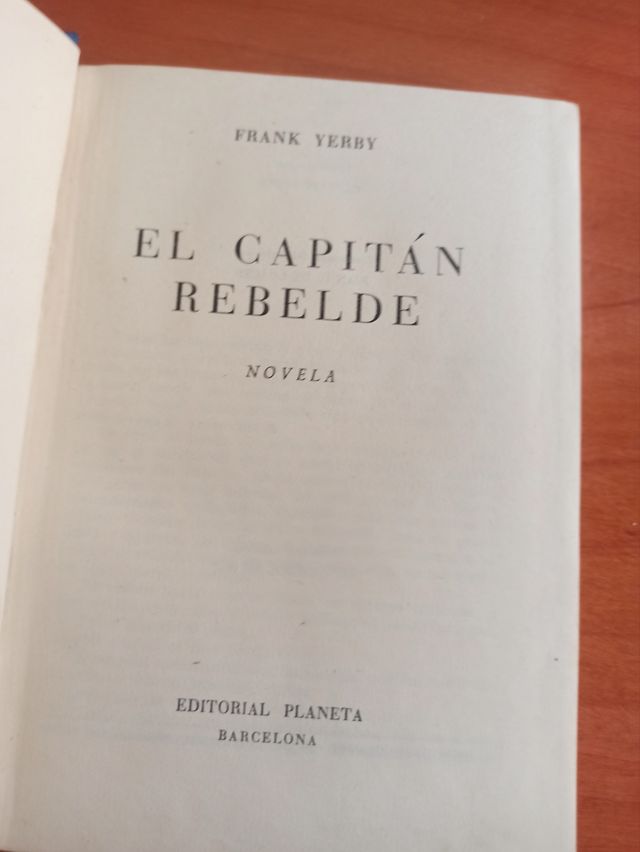 FRANK YERBY
EL CAPITÁN
REBELDE
NOVELA
EDITORIAL PLANETA
BARCELONA